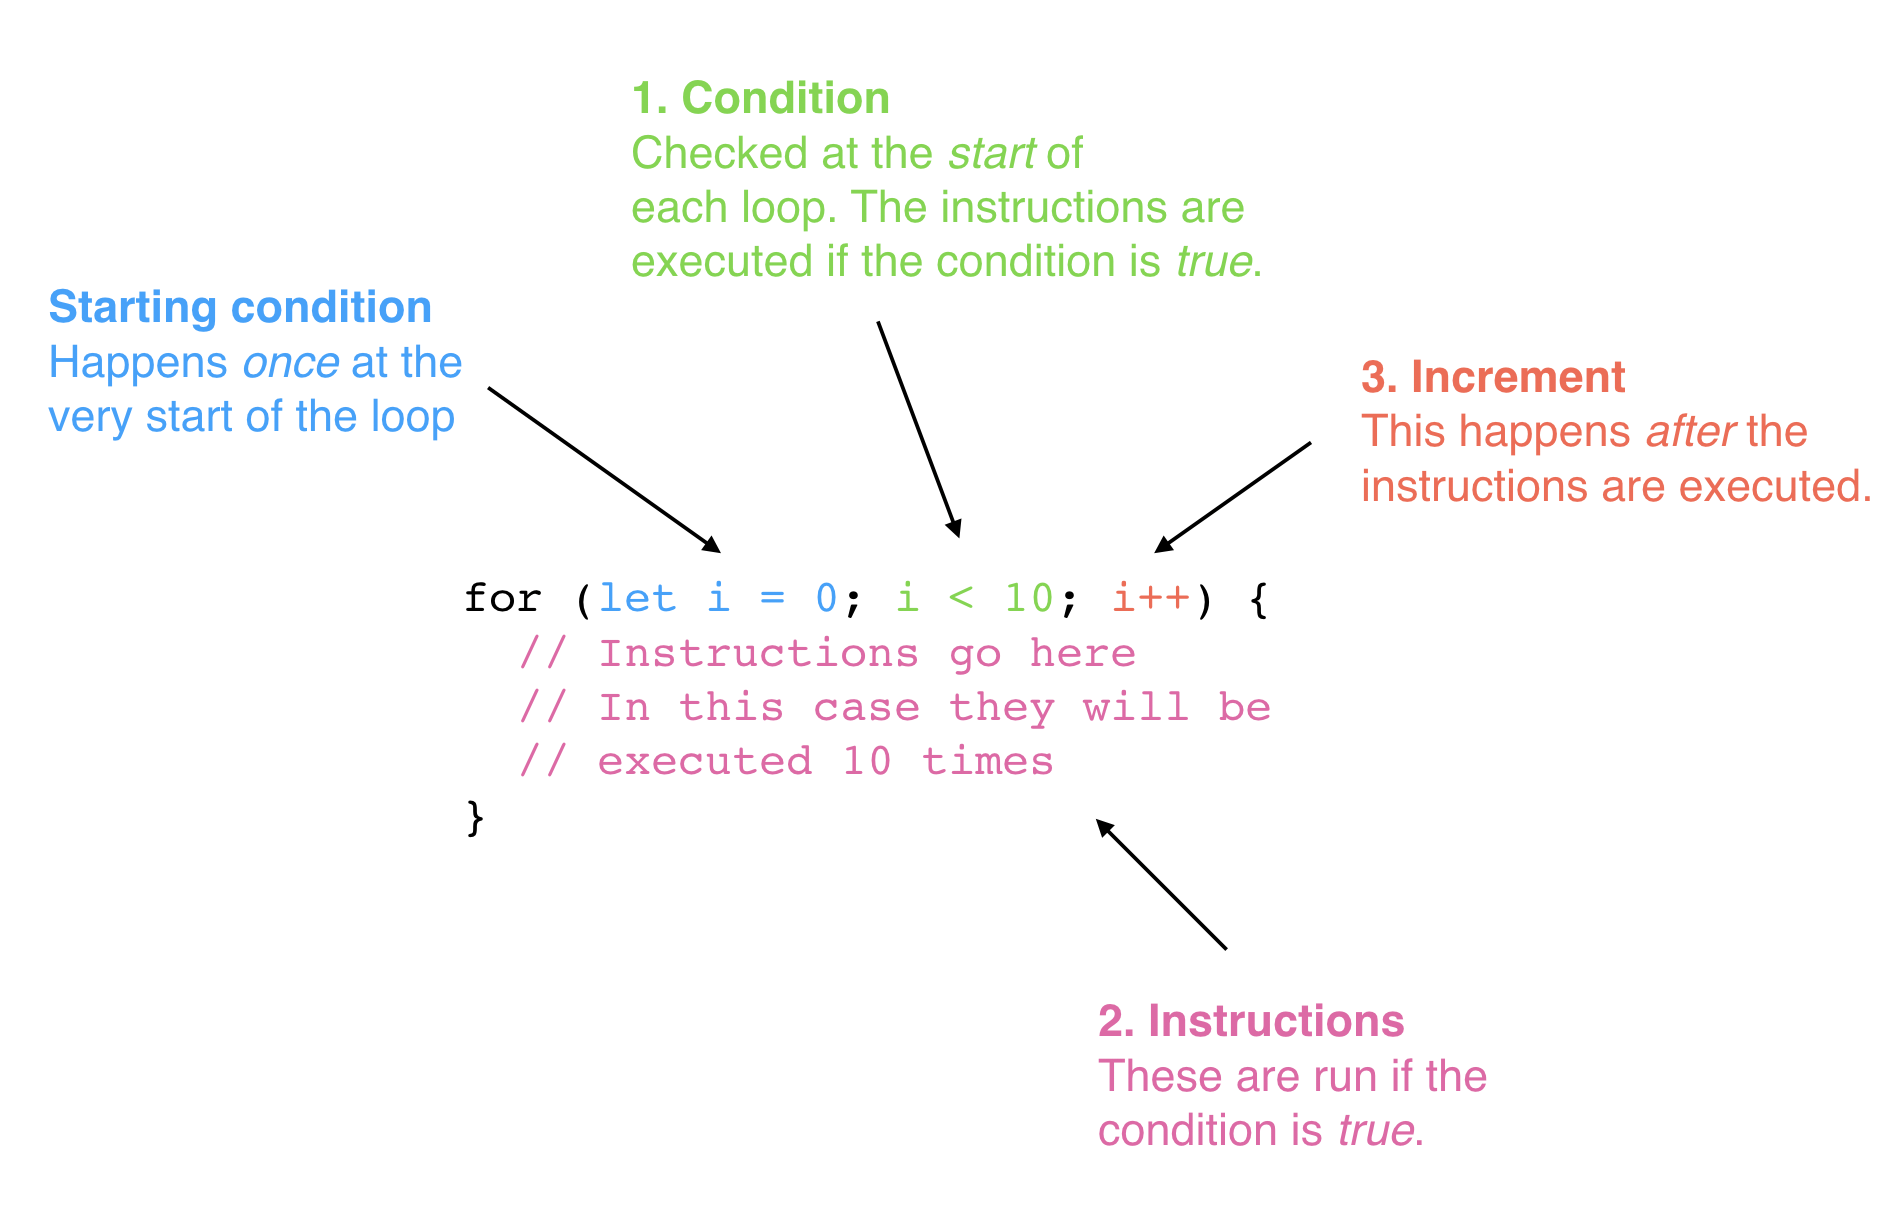 1. Condition
Checked at the start of
each loop. The instructions are
executed if the condition is true.
Starting condition
Happens once at the
very start of the loop
3. Increment
This happens after the
instructions are executed.
for (let i = 0; i < 10; i++) {
// Instructions go here
// In this case they will be
// executed 10 times
}
2. Instructions
These are run if the
condition is true.